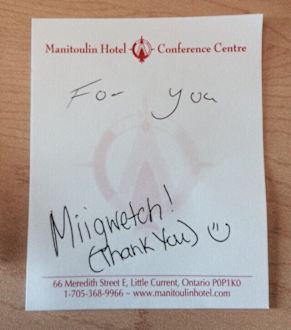 Manitoulin Hotel Conference Centre
For you
Miigwetch!
(Thank You) ☺
66 Meredith Street E, Little Current, Ontario P0P1K0
1-705-368-9966 – www.manitoulinhotel.com